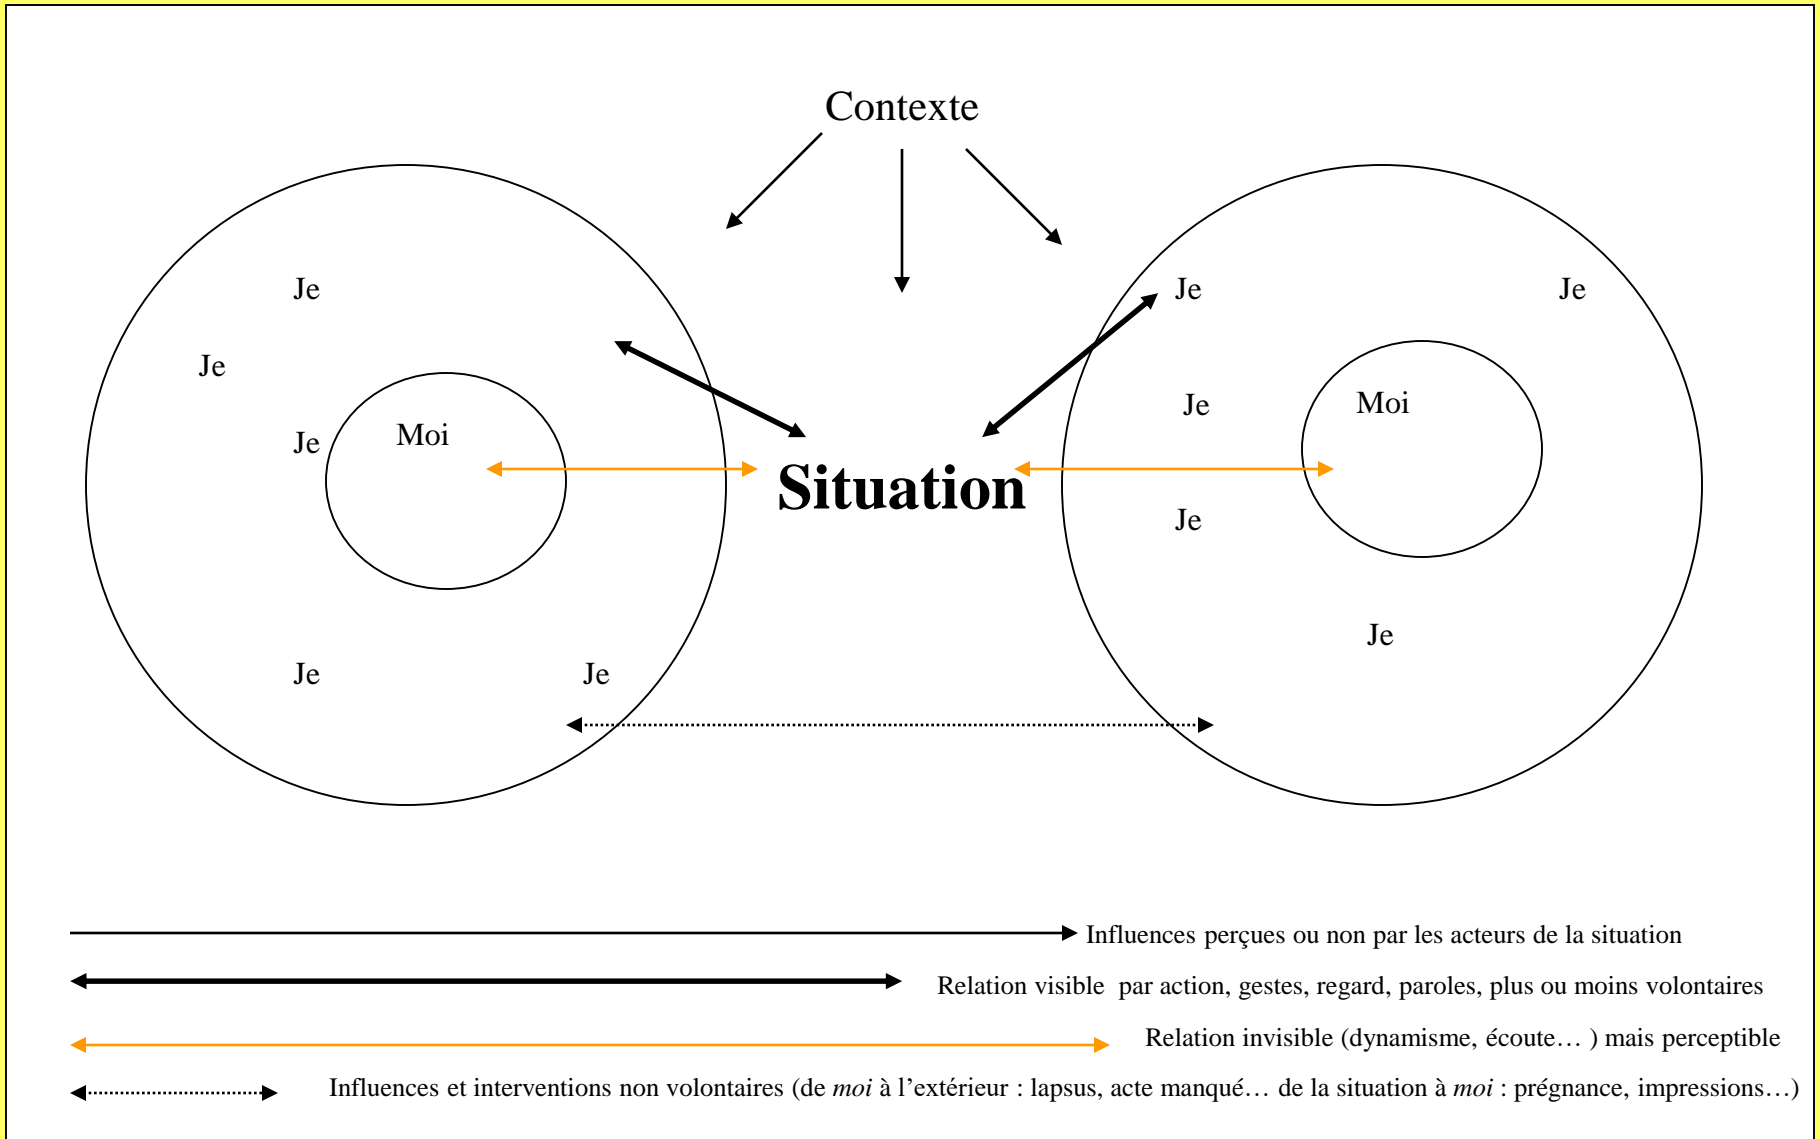 Contexte
Je
Je
Je
Je
Je
Moi
Je
Moi
Situation
Je
Je
Je
Je
Je
Influences perçues ou non par les acteurs de la situation
Relation visible par action, gestes, regard, paroles, plus ou moins volontaires
Relation invisible (dynamisme, écoute… ) mais perceptible
Influences et interventions non volontaires (de moi à l’extérieur : lapsus, acte manqué… de la situation à moi : prégnance, impressions…)